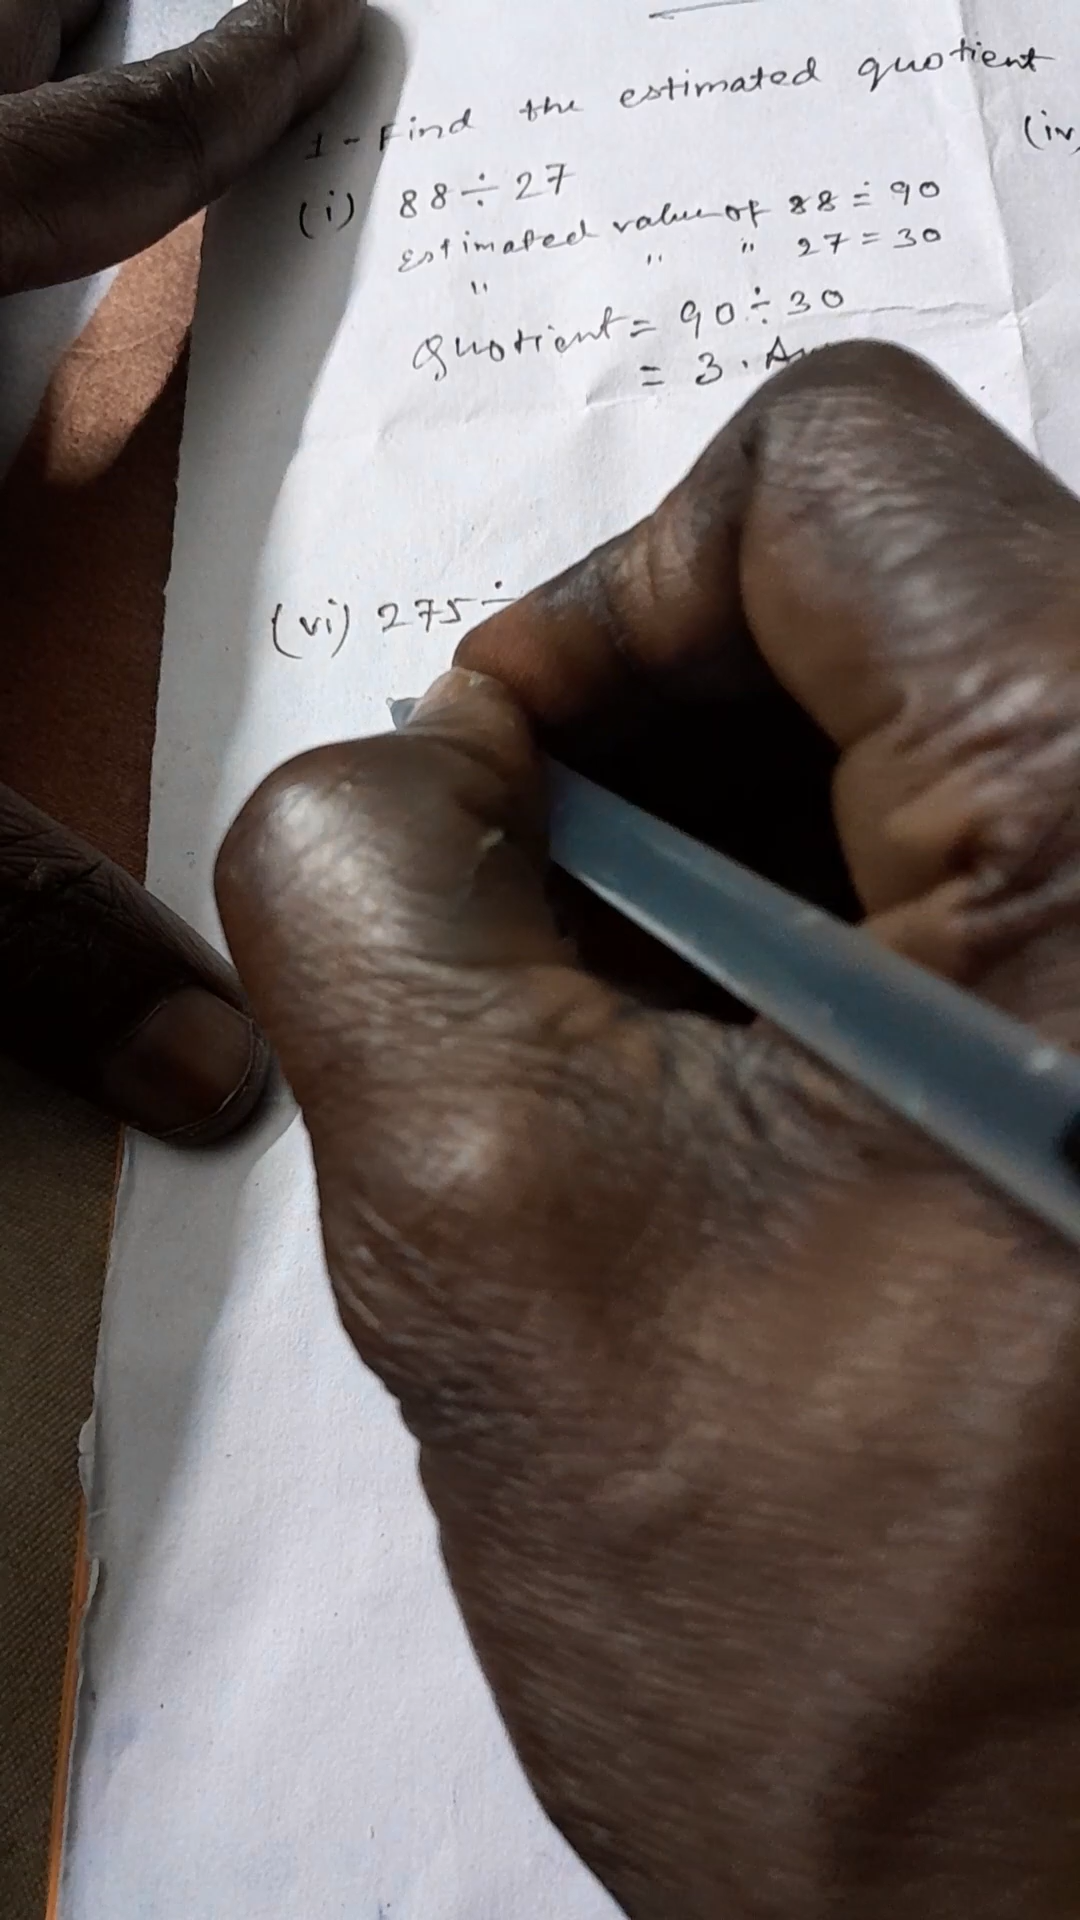 1 - Find the estimated quotient
(i) 88 ÷ 27
(iv)
Estimated value of 88 = 90
" " " 27 = 30
Quotient = 90 ÷ 30
= 3.
(vi) 275 ÷